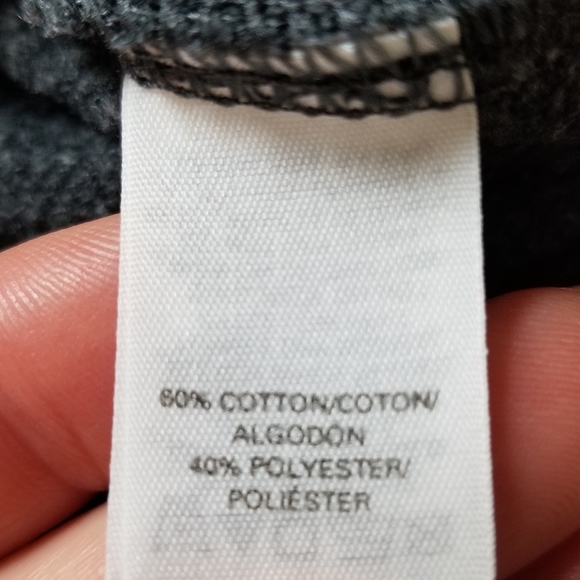 60% COTTON/COTON/
ALGODÓN
40% POLYESTER/
POLIÉSTER